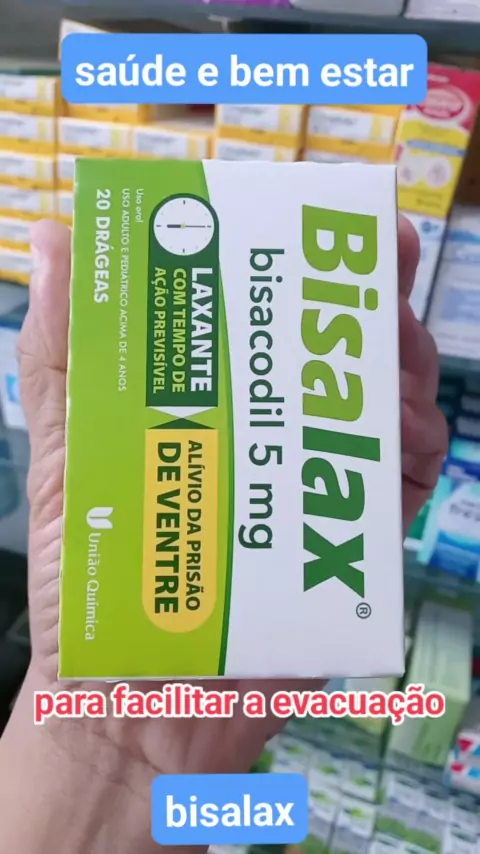 saúde e bem estar
Bisalax®
bisacodil 5 mg
LAXANTE
COM TEMPO DE
AÇÃO PREVISÍVEL
ALÍVIO DA PRISÃO
DE VENTRE
Uso oral
USO ADULTO E PEDIÁTRICO ACIMA DE 4 ANOS
20 DRÁGEAS
União Química
para facilitar a evacuação
bisalax